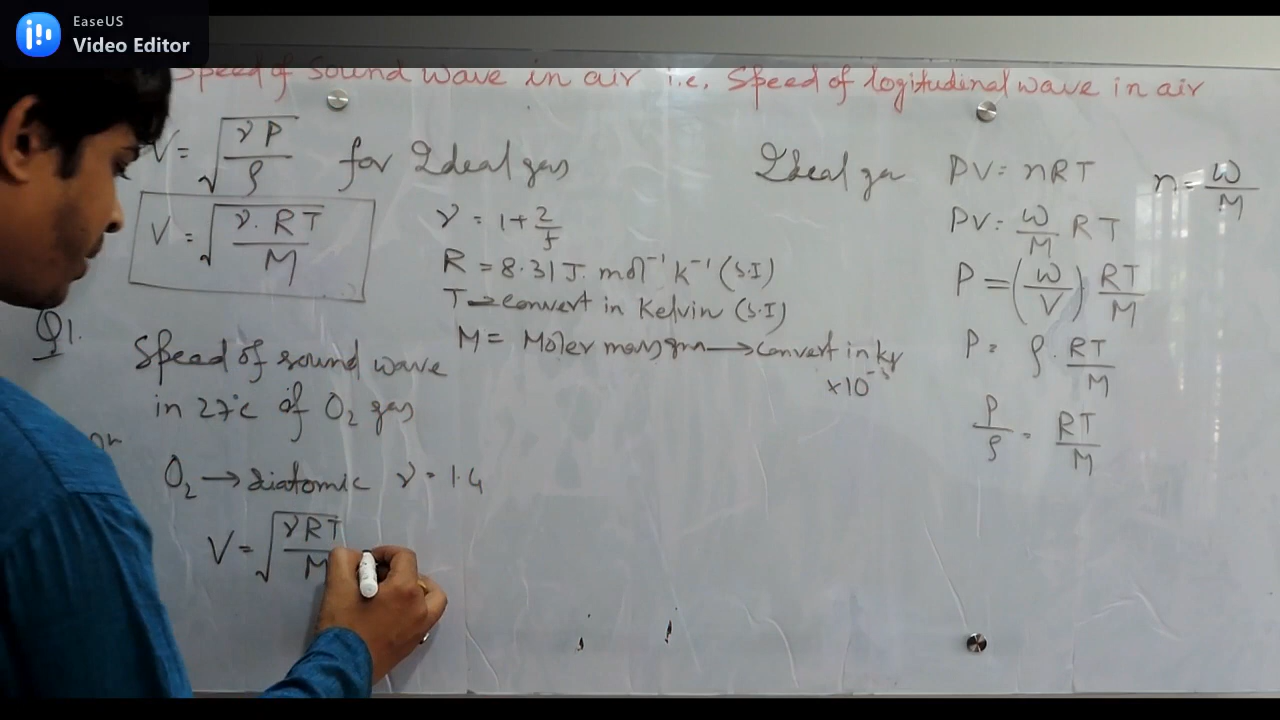 EaseUS
Video Editor
Speed of Sound wave in air i.e. Speed of logitudinal wave in air
V = √(γP/ρ) for Ideal gas
V = √(γ.RT/M)
γ = 1+2/f
R = 8.31 J. mol⁻¹ K⁻¹ (S.I)
T → convert in Kelvin (S.I)
M = Moler mass gm → convert in kg
×10⁻³
Q1. Speed of sound wave
in 27°c of O₂ gas
O₂ → diatomic γ = 1.4
V = √(γRT/M
Ideal gas PV = nRT n = W/M
PV = W/M RT
P = (W/V) RT/M
P = ρ. RT/M
P/ρ = RT/M